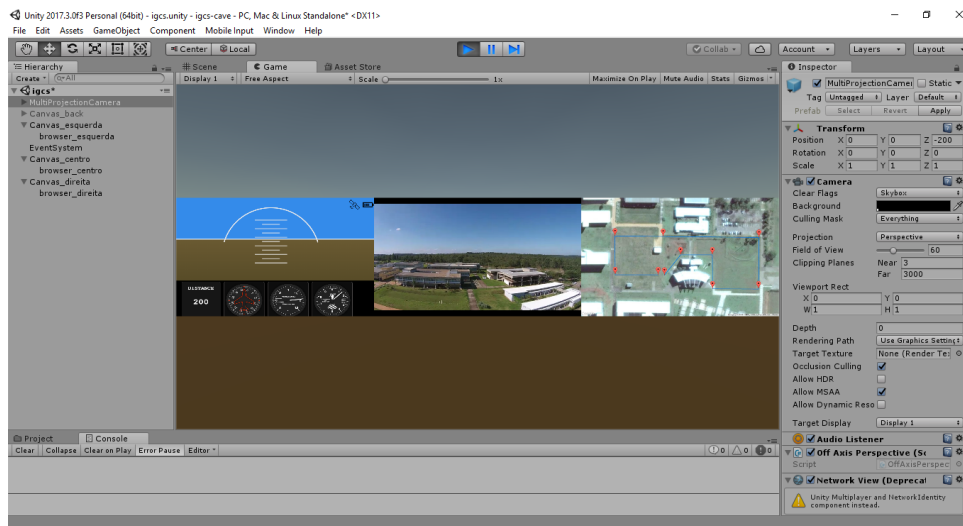 Unity 2017.3.0f3 Personal (64bit) - igcs.unity - igcs-cave - PC, Mac & Linux Standalone* <DX11>
File Edit Assets GameObject Component Mobile Input Window Help
Center Local Collab Account Layers Layout
Hierarchy
Create All
igcs*
MultiProjectionCamera
Canvas_back
Canvas_esquerda
browser_esquerda
EventSystem
Canvas_centro
browser_centro
Canvas_direita
browser_direita
Scene Game Asset Store
Display 1 Free Aspect Scale 1x Maximize On Play Mute Audio Stats Gizmos
DISTANCE
200
Inspector
MultiProjectionCamer Static
Tag Untagged Layer Default
Prefab Select Revert Apply
Transform
Position X 0 Y 0 Z -200
Rotation X 0 Y 0 Z 0
Scale X 1 Y 1 Z 1
Camera
Clear Flags Skybox
Background
Culling Mask Everything
Projection Perspective
Field of View 60
Clipping Planes Near 3
Far 3000
Viewport Rect
X 0 Y 0
W 1 H 1
Depth 0
Rendering Path Use Graphics Setting
Target Texture None (Render Te:
Occlusion Culling
Allow HDR
Allow MSAA
Allow Dynamic Reso
Target Display Display 1
Audio Listener
Off Axis Perspective (Sc
Script OffAxisPerspec
Network View (Deprecat
Unity Multiplayer and NetworkIdentity
component instead.
Project Console
Clear Collapse Clear on Play Error Pause Editor 0 0 0